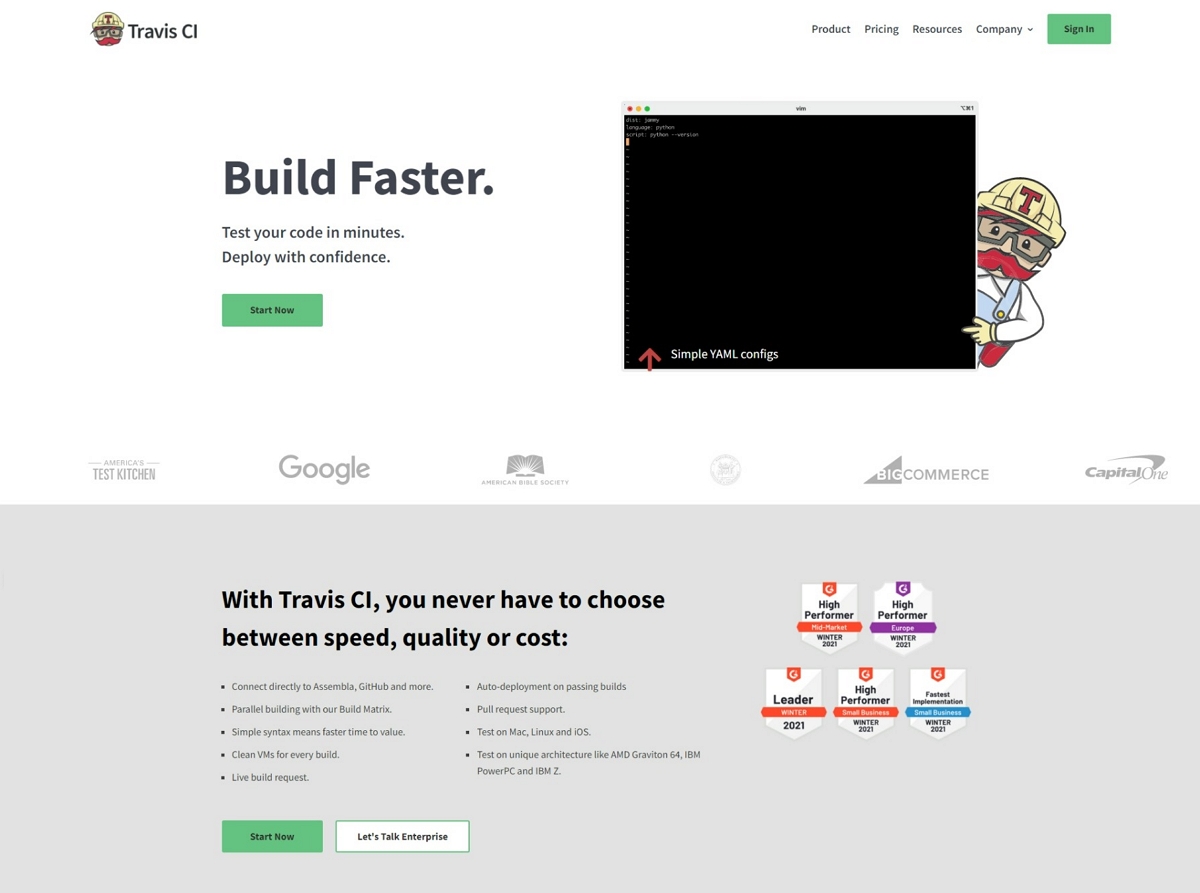 Travis CI
Product Pricing Resources Company Sign In
vim
⌥⌘1
dist: jammy
language: python
script: python --version
Build Faster.
Test your code in minutes.
Deploy with confidence.
Start Now
Simple YAML configs
T
AMERICA'S
TEST KITCHEN
Google
AMERICAN BIBLE SOCIETY
BIGCOMMERCE
CapitalOne
With Travis CI, you never have to choose
between speed, quality or cost:
Connect directly to Assembla, GitHub and more.
Parallel building with our Build Matrix.
Simple syntax means faster time to value.
Clean VMs for every build.
Live build request.
Auto-deployment on passing builds
Pull request support.
Test on Mac, Linux and iOS.
Test on unique architecture like AMD Graviton 64, IBM
PowerPC and IBM Z.
High
Performer
Mid-Market
WINTER
2021
High
Performer
Europe
WINTER
2021
Leader
WINTER
2021
High
Performer
Small Business
WINTER
2021
Fastest
Implementation
Small Business
WINTER
2021
Start Now
Let's Talk Enterprise